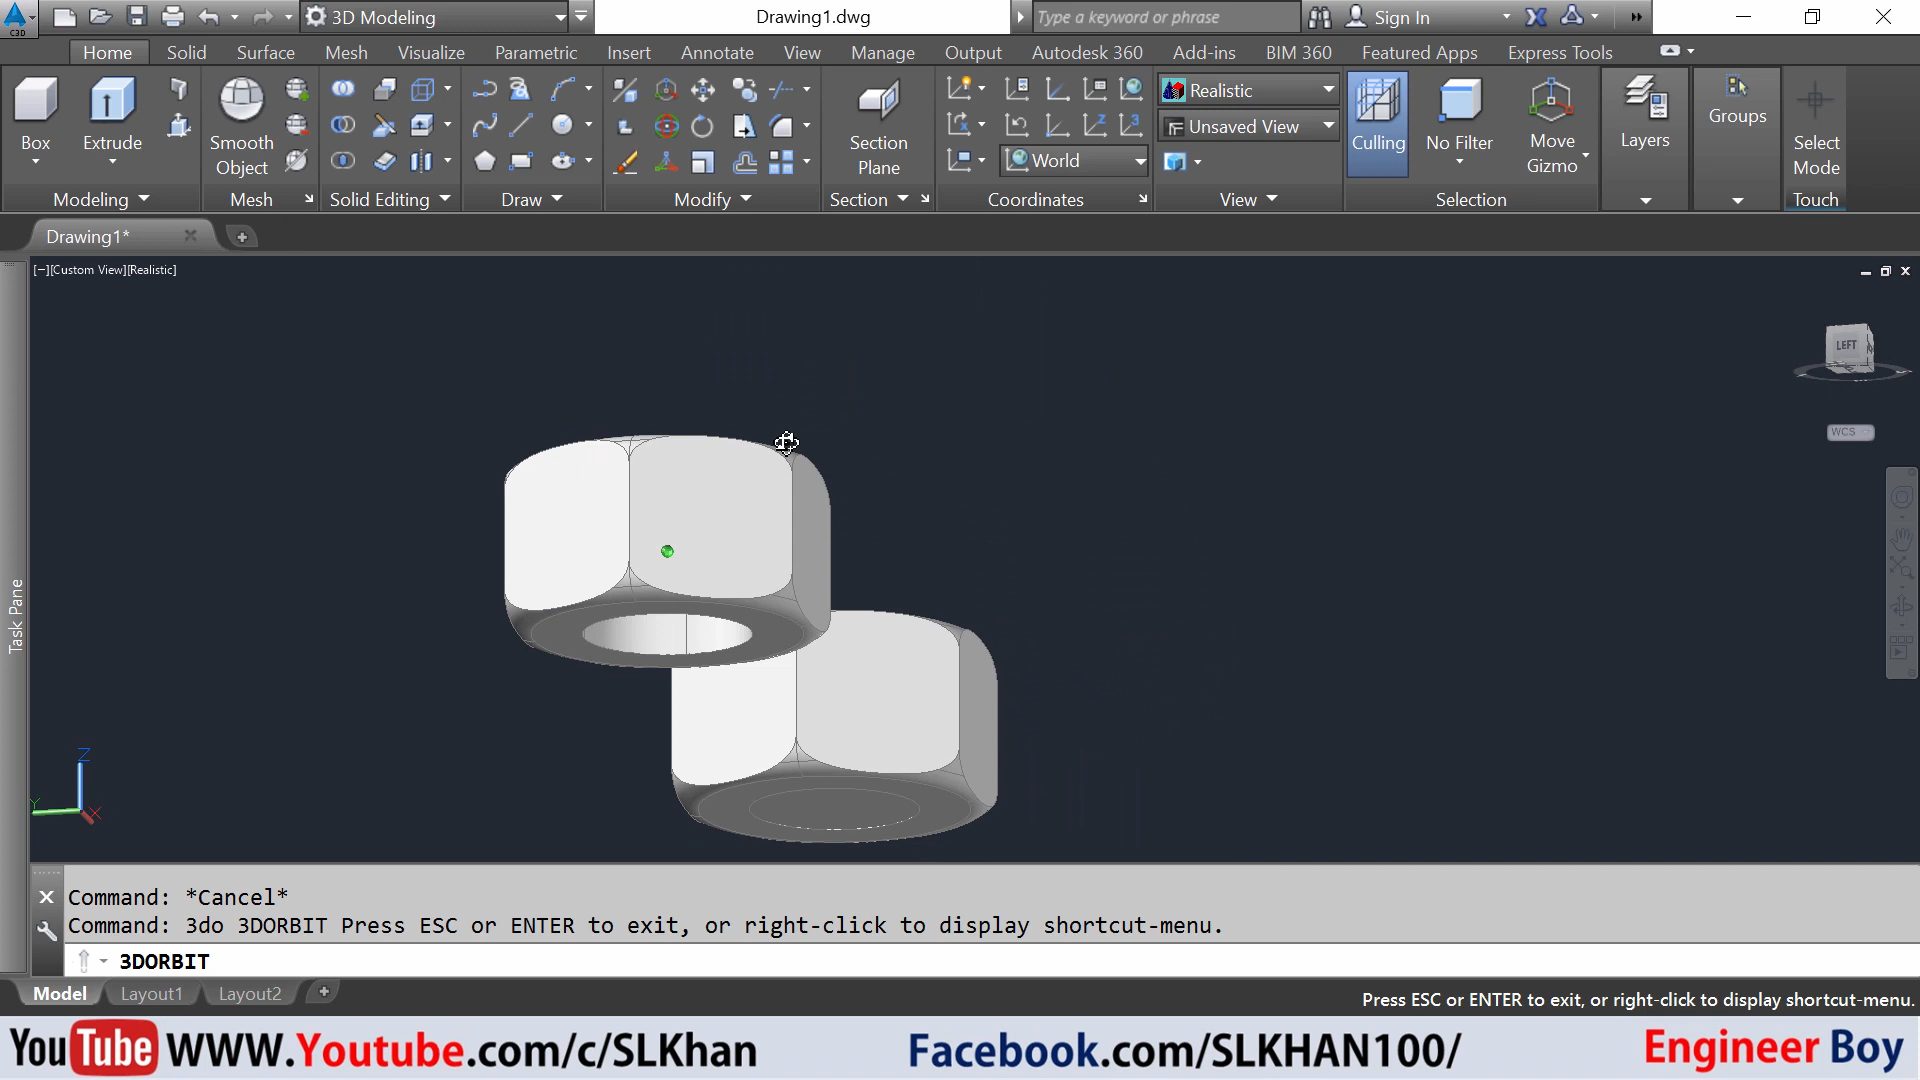 C3D
3D Modeling
Drawing1.dwg
Type a keyword or phrase
Sign In
Home Solid Surface Mesh Visualize Parametric Insert Annotate View Manage Output Autodesk 360 Add-ins BIM 360 Featured Apps Express Tools
Box
Extrude
Smooth
Object
Section
Plane
World
Realistic
Unsaved View
Culling
No Filter
Move
Gizmo
Layers
Groups
Select
Mode
Modeling
Mesh
Solid Editing
Draw
Modify
Section
Coordinates
View
Selection
Touch
Drawing1*
[−][Custom View][Realistic]
LEFT
WCS
Task Pane
Z
Y
X
Command: *Cancel*
Command: 3do 3DORBIT Press ESC or ENTER to exit, or right-click to display shortcut-menu.
3DORBIT
Model Layout1 Layout2
Press ESC or ENTER to exit, or right-click to display shortcut-menu.
YouTube WWW.Youtube.com/c/SLKhan Facebook.com/SLKHAN100/ Engineer Boy